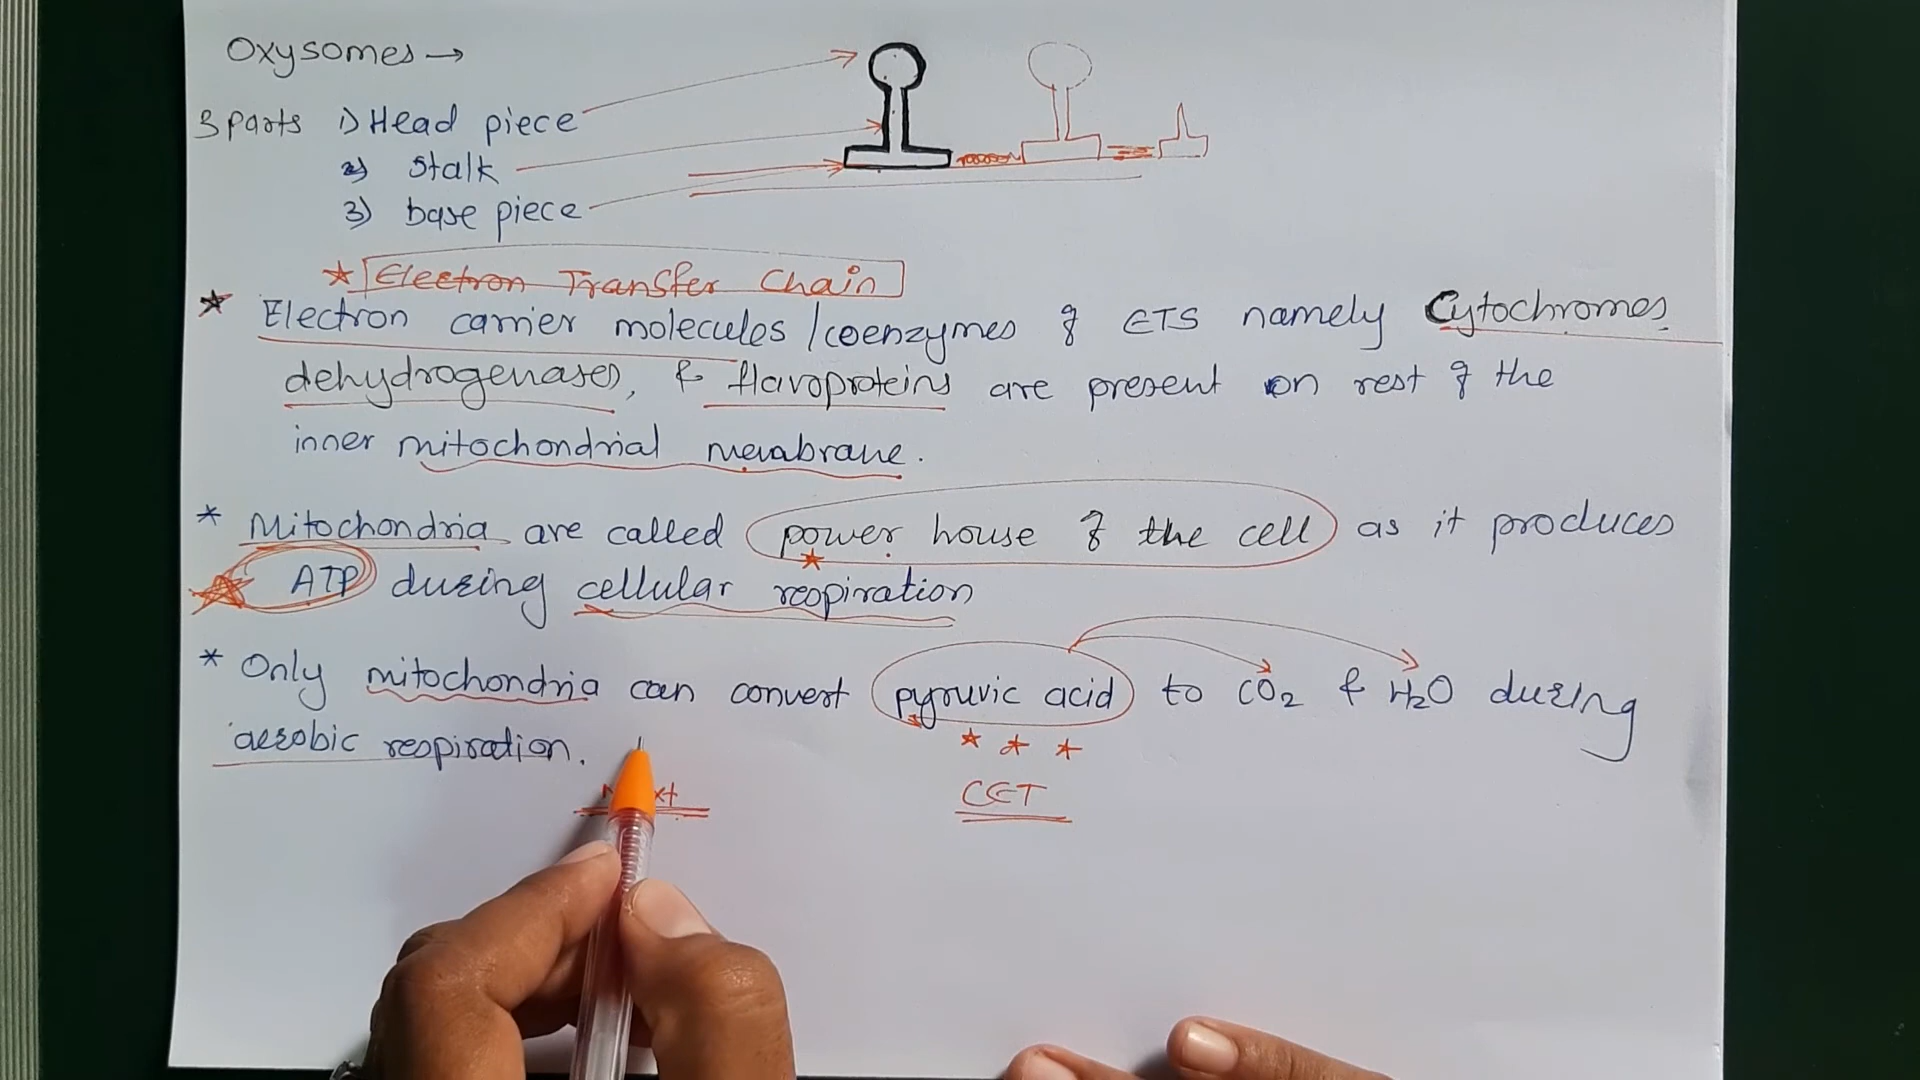 Oxysomes →
3 parts 1) Head piece
2) stalk
3) base piece
* Electron Transfer Chain
* Electron carrier molecules/coenzymes of ETS namely Cytochromes
dehydrogenases, & flavoproteins are present on rest of the
inner mitochondrial membrane.
* Mitochondria are called power house of the cell as it produces
ATP during cellular respiration
* Only mitochondria can convert pyruvic acid to CO₂ & H₂O during
aerobic respiration.
CET